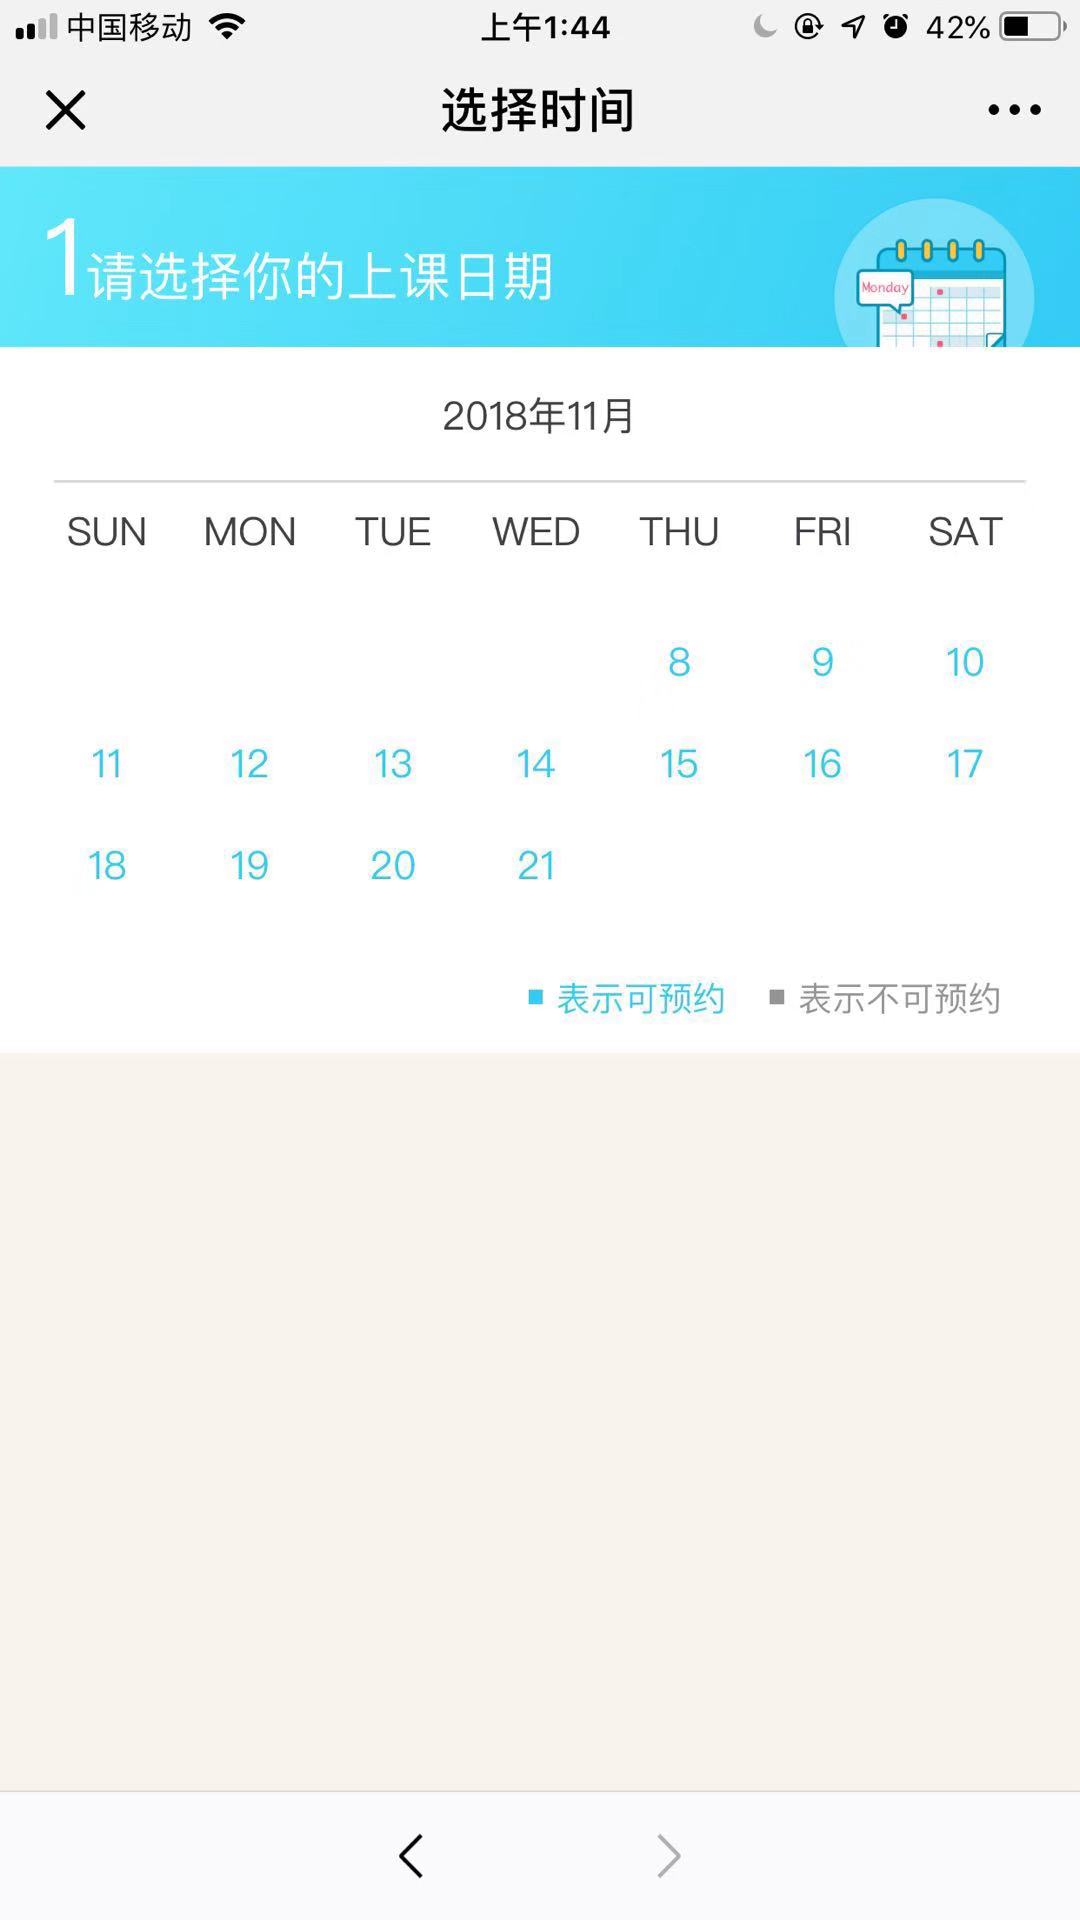 中国移动
上午1:44
42%
选择时间
1请选择你的上课日期
Monday
2018年11月
SUN MON TUE WED THU FRI SAT
8 9 10
11 12 13 14 15 16 17
18 19 20 21
表示可预约 表示不可预约